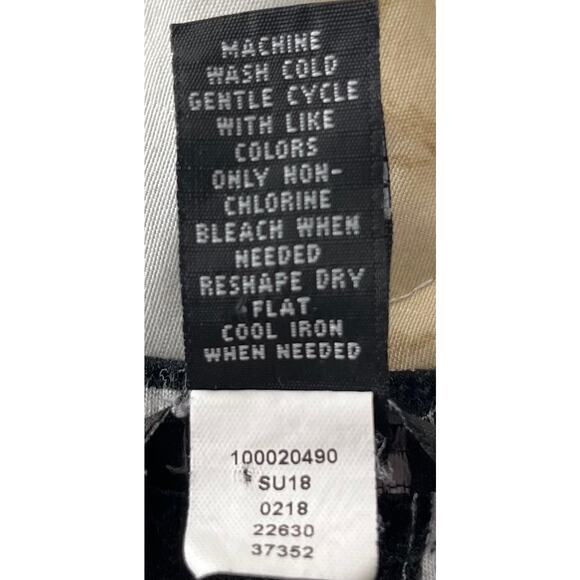 MACHINE
WASH COLD
GENTLE CYCLE
WITH LIKE
COLORS
ONLY NON-
CHLORINE
BLEACH WHEN
NEEDED
RESHAPE DRY
FLAT
COOL IRON
WHEN NEEDED
100020490
SU18
0218
22630
37352